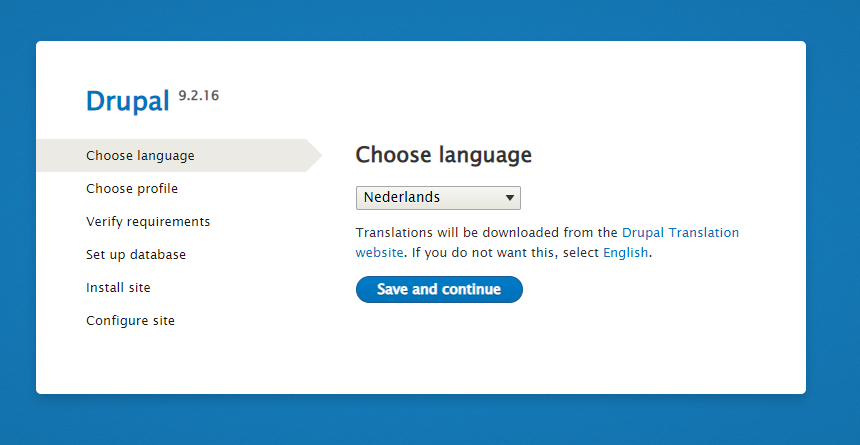 Drupal 9.2.16
Choose language
Choose profile
Verify requirements
Set up database
Install site
Configure site
Choose language
Nederlands
Translations will be downloaded from the Drupal Translation
website. If you do not want this, select English.
Save and continue